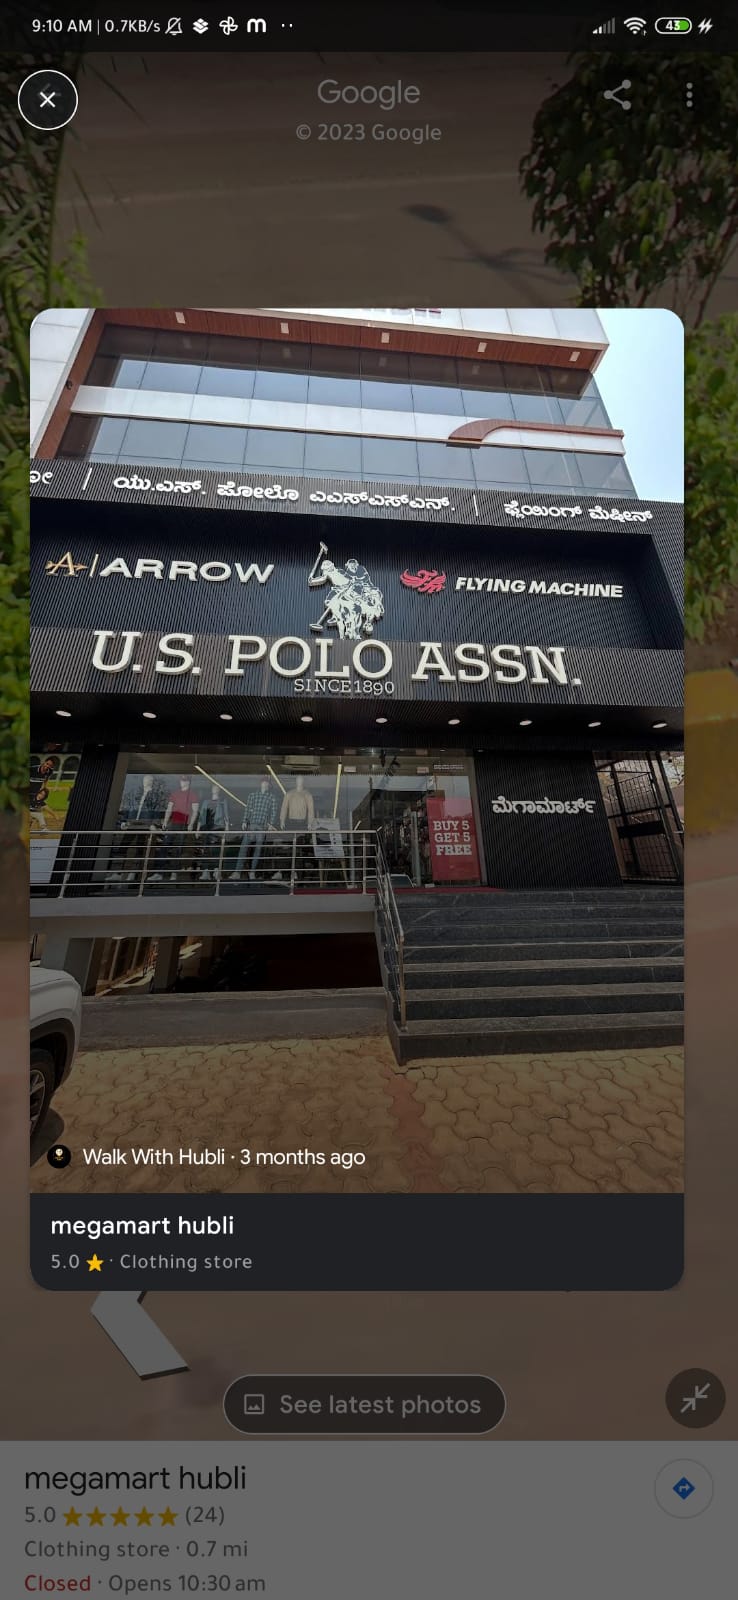 9:10 AM | 0.7KB/s
43
Google
© 2023 Google
ಯು.ಎಸ್. ಪೋಲೊ ಎಎಸ್ಎಸ್ಎನ್. | ಫ್ಲೈಯಿಂಗ್ ಮೆಷೀನ್
A | ARROW
FLYING MACHINE
U.S. POLO ASSN.
SINCE 1890
ಮೆಗಾಮಾರ್ಟ್
BUY 5
GET 5
FREE
Walk With Hubli · 3 months ago
megamart hubli
5.0 ★ · Clothing store
See latest photos
megamart hubli
5.0 ★★★★★ (24)
Clothing store · 0.7 mi
Closed · Opens 10:30 am